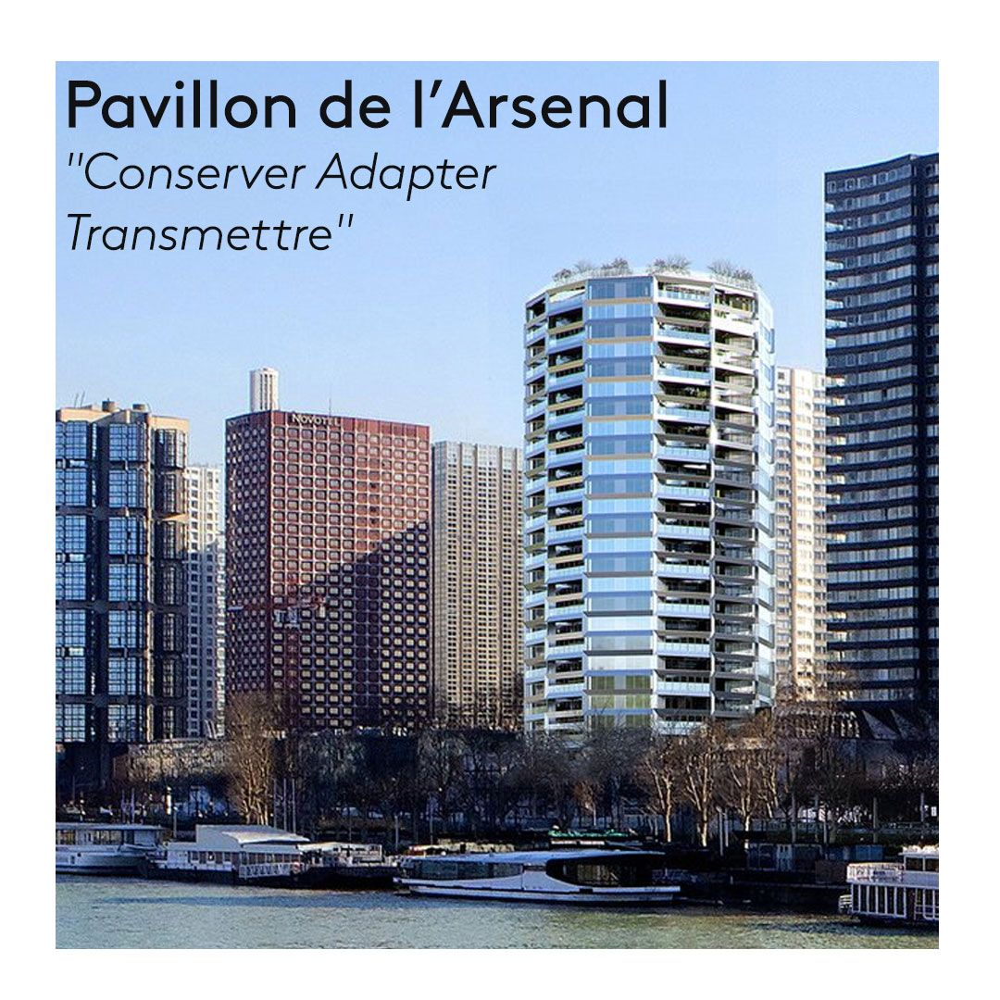 Pavillon de l’Arsenal
"Conserver Adapter
Transmettre"
NOVOTEL